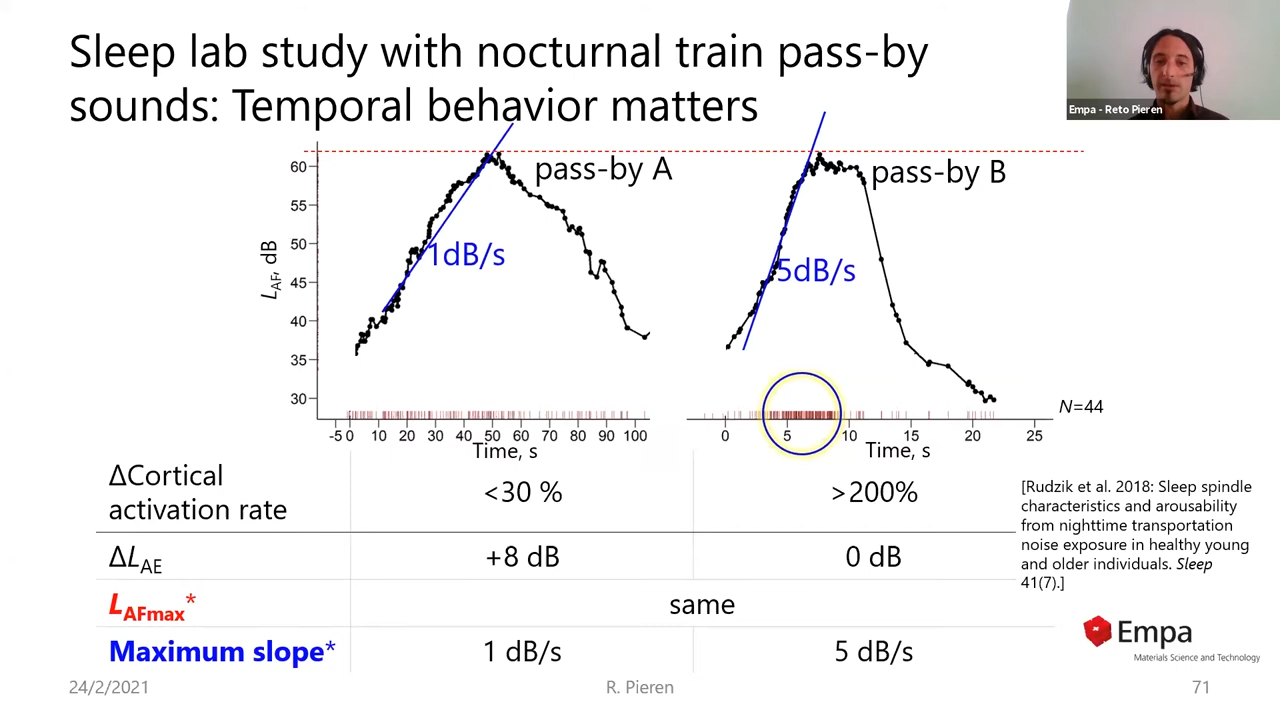 Sleep lab study with nocturnal train pass-by
sounds: Temporal behavior matters
Empa - Reto Pieren
pass-by A
pass-by B
1dB/s
5dB/s
LAF, dB
60
55
50
45
40
35
30
-5 0 10 20 30 40 50 60 70 80 90 100
Time, s
0 5 10 15 20 25
Time, s
N=44
ΔCortical
activation rate
<30 %
>200%
ΔLAE
+8 dB
0 dB
LAFmax*
same
Maximum slope*
1 dB/s
5 dB/s
[Rudzik et al. 2018: Sleep spindle
characteristics and arousability
from nighttime transportation
noise exposure in healthy young
and older individuals. Sleep
41(7).]
Empa
Materials Science and Technology
24/2/2021
R. Pieren
71